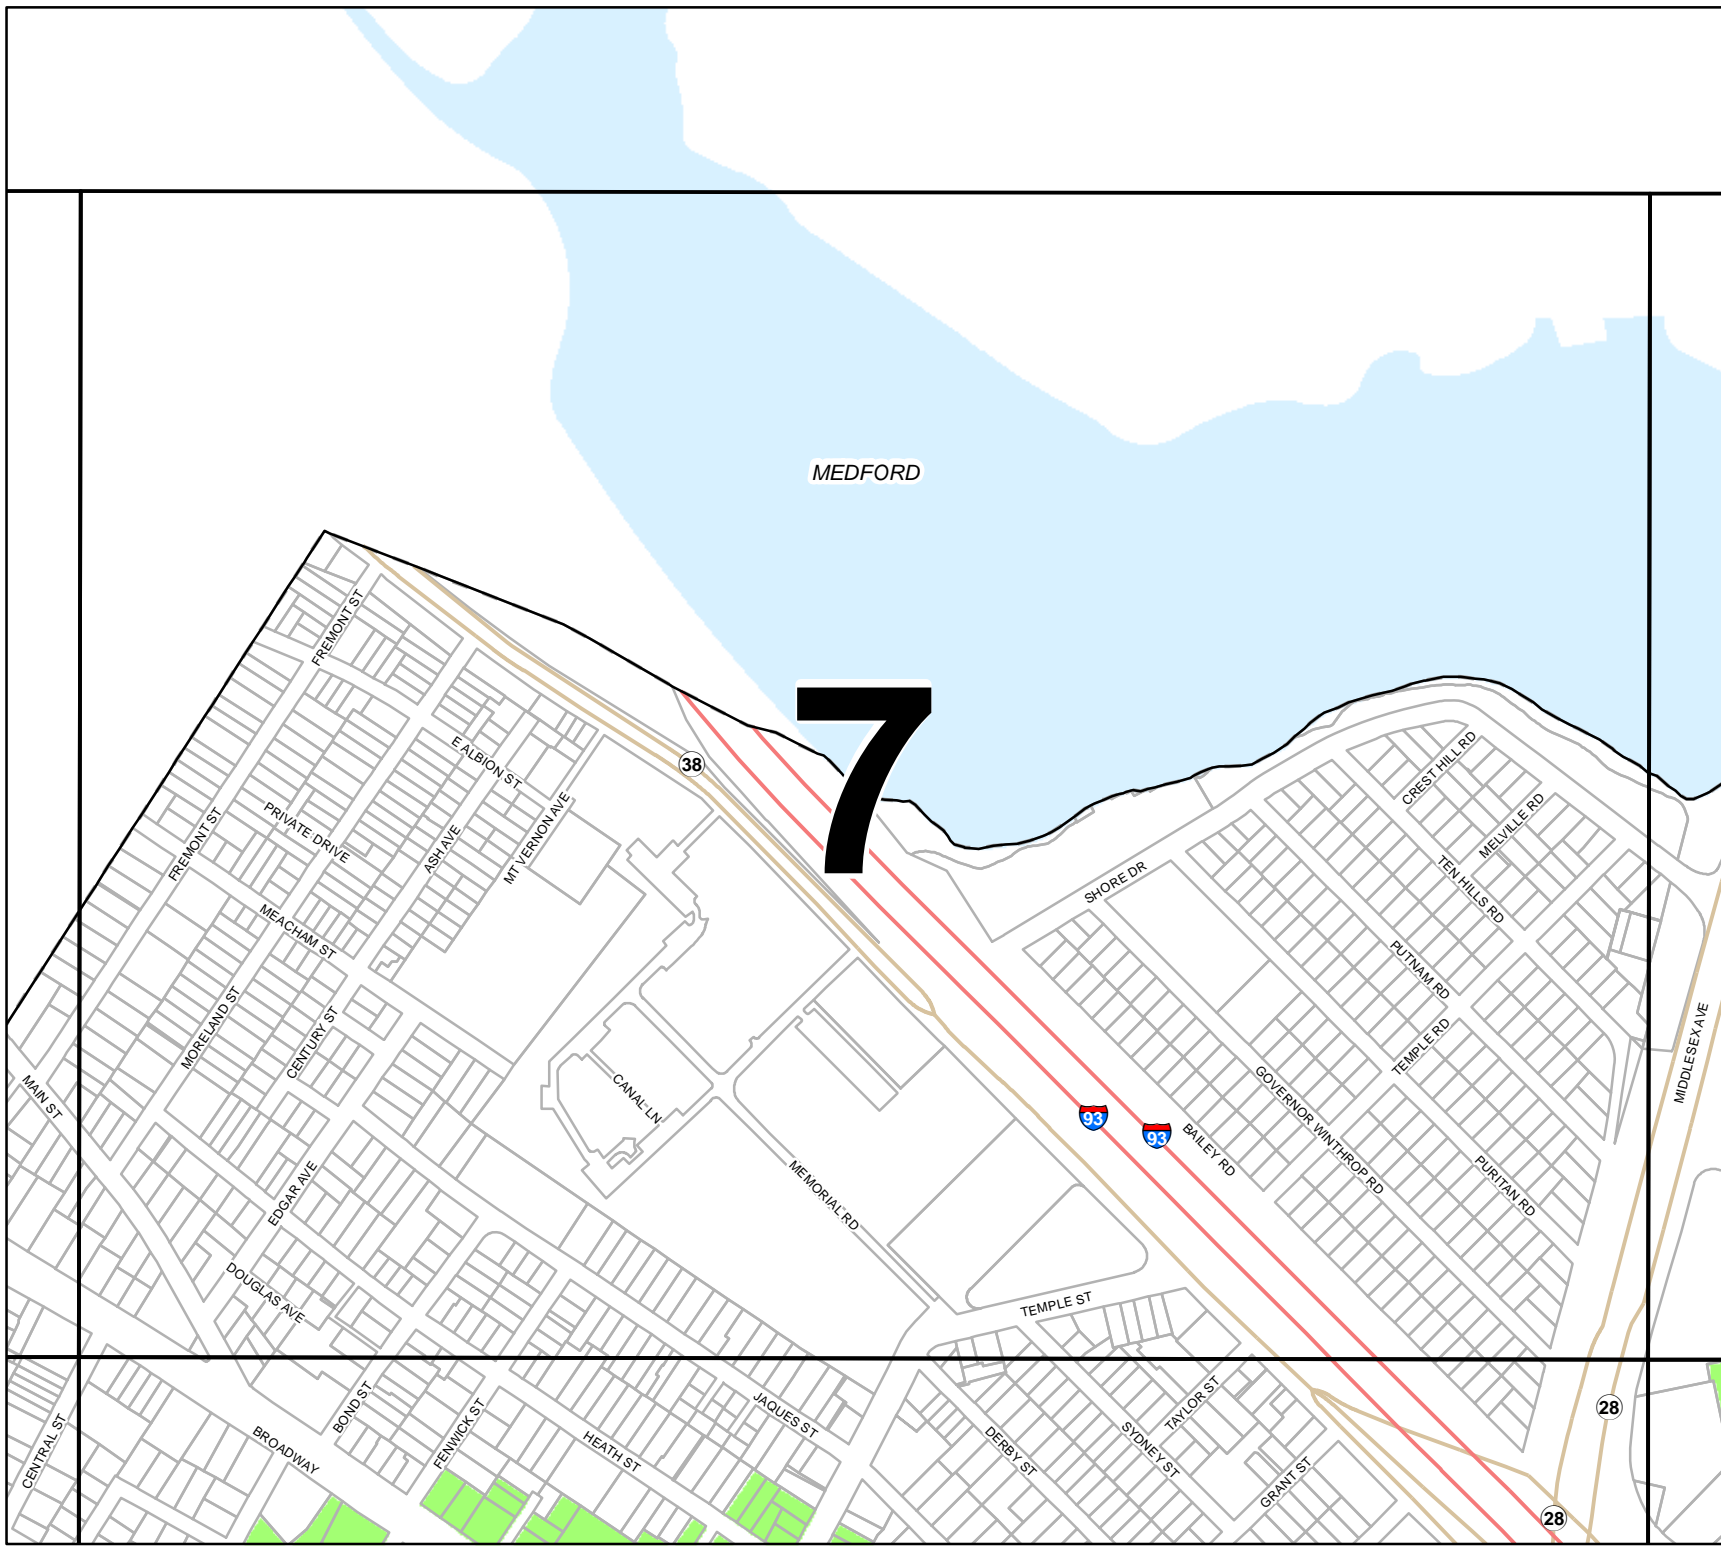 MEDFORD
7
FREMONT ST
38
E ALBION ST
CREST HILL RD
MELVILLE RD
PRIVATE DRIVE
FREMONT ST
ASH AVE
MT VERNON AVE
SHORE DR
TEN HILLS RD
MEACHAM ST
PUTNAM RD
MORELAND ST
CENTURY ST
TEMPLE RD
MIDDLESEX AVE
MAIN ST
CANAL LN
93
93
GOVERNOR WINTHROP RD
BAILEY RD
PURITAN RD
EDGAR AVE
MEMORIAL RD
DOUGLAS AVE
TEMPLE ST
BOND ST
FENWICK ST
JAQUES ST
TAYLOR ST
28
CENTRAL ST
BROADWAY
HEATH ST
DERBY ST
SYDNEY ST
GRANT ST
28